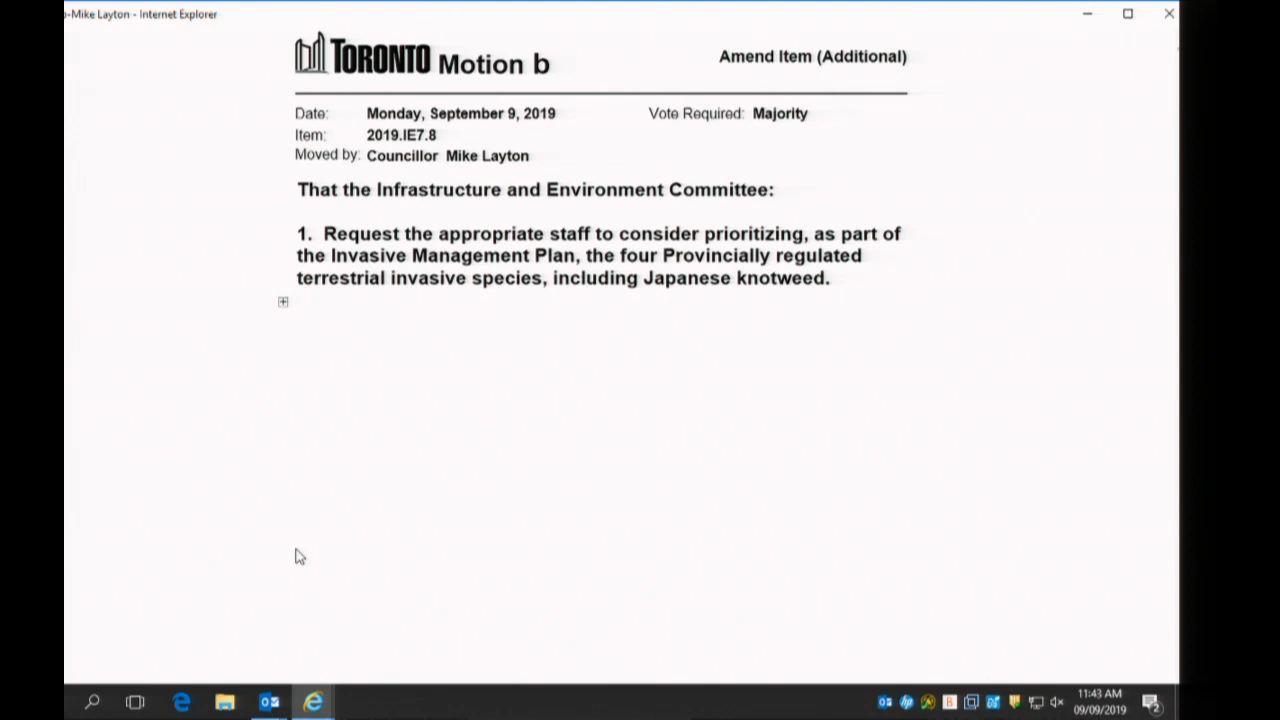 o-Mike Layton - Internet Explorer
TORONTO Motion b
Amend Item (Additional)
Date: Monday, September 9, 2019 Vote Required: Majority
Item: 2019.IE7.8
Moved by: Councillor Mike Layton
That the Infrastructure and Environment Committee:
1. Request the appropriate staff to consider prioritizing, as part of
the Invasive Management Plan, the four Provincially regulated
terrestrial invasive species, including Japanese knotweed.
11:43 AM
09/09/2019
2